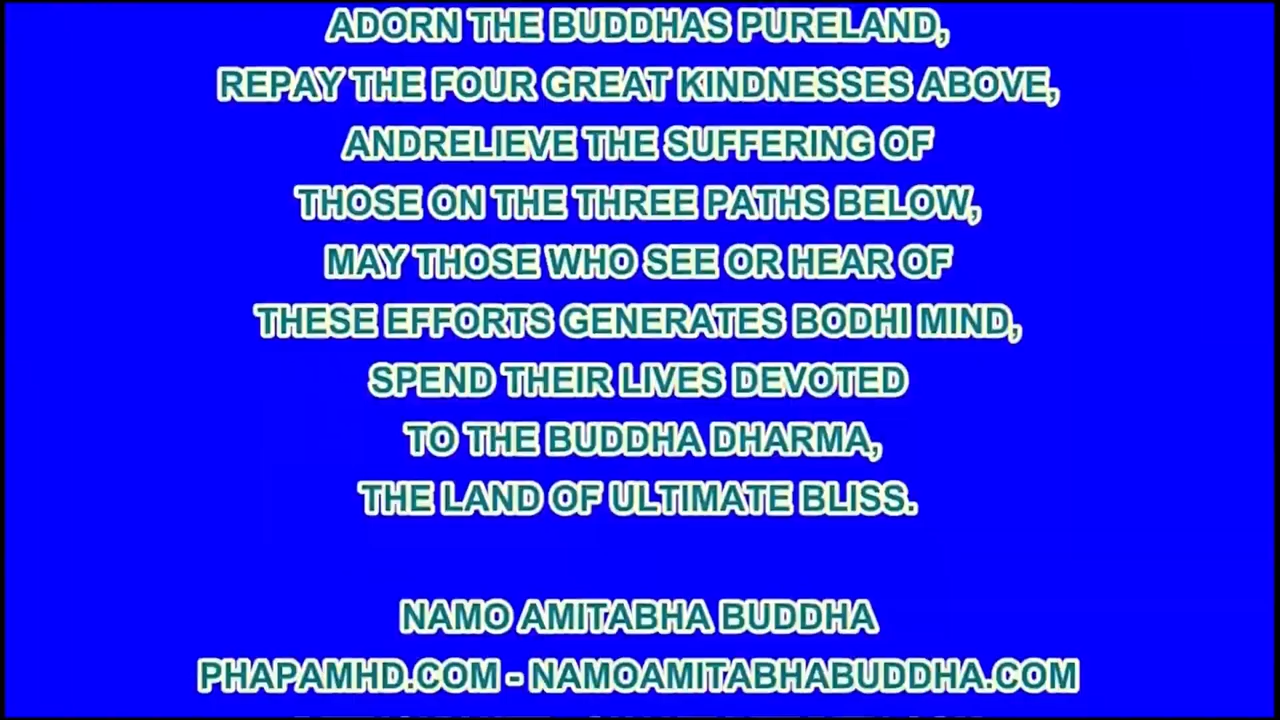 ADORN THE BUDDHAS PURELAND,
REPAY THE FOUR GREAT KINDNESSES ABOVE,
ANDRELIEVE THE SUFFERING OF
THOSE ON THE THREE PATHS BELOW,
MAY THOSE WHO SEE OR HEAR OF
THESE EFFORTS GENERATES BODHI MIND,
SPEND THEIR LIVES DEVOTED
TO THE BUDDHA DHARMA,
THE LAND OF ULTIMATE BLISS.
NAMO AMITABHA BUDDHA
PHAPAMHD.COM - NAMOAMITABHABUDDHA.COM